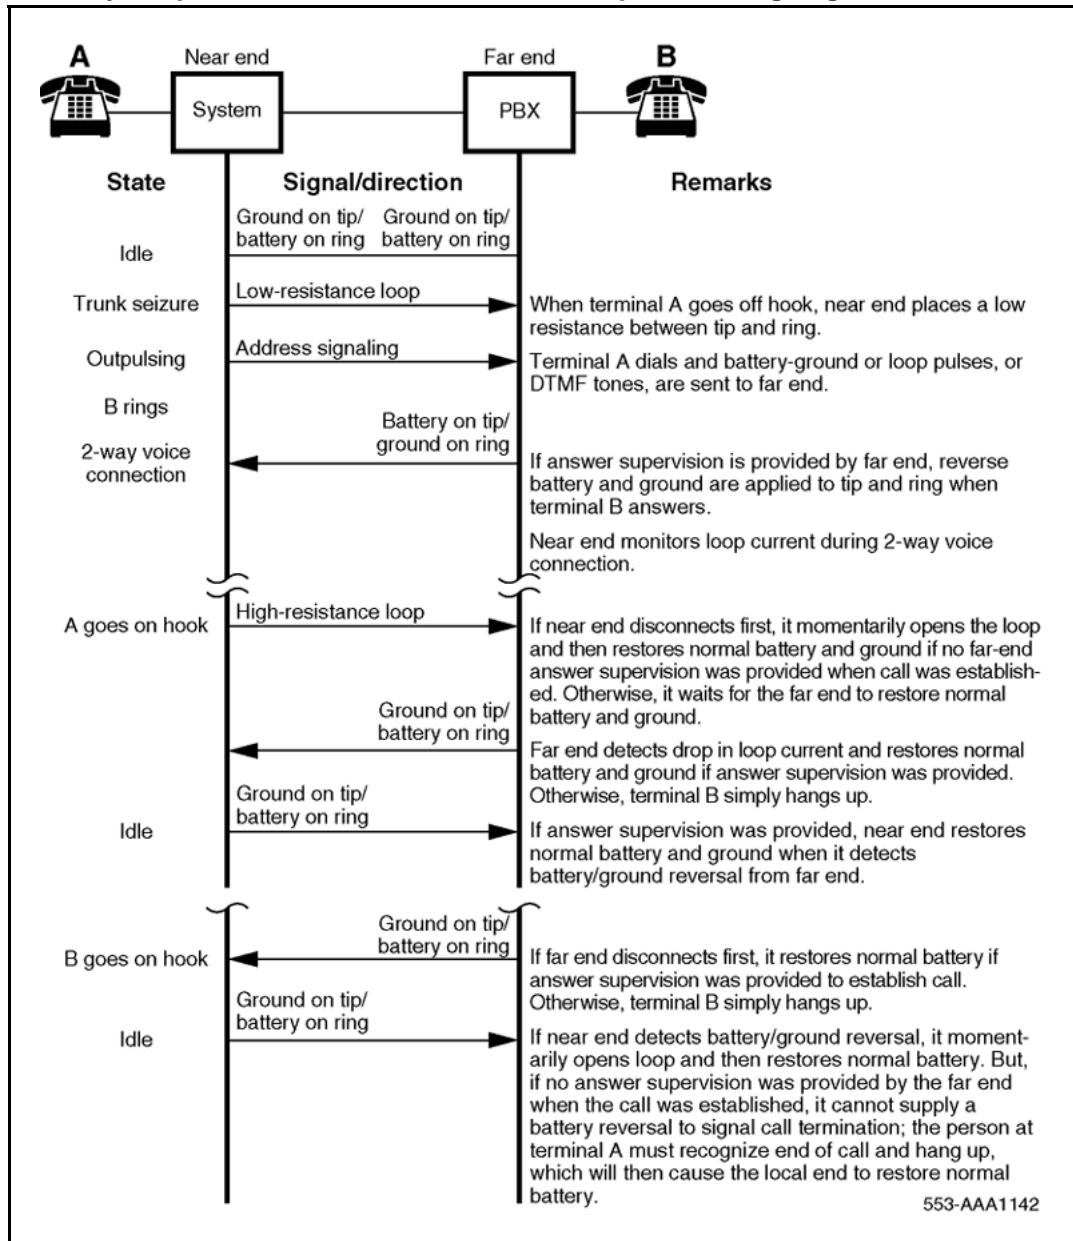 A
Near end
Far end
B
System
PBX
State
Signal/direction
Remarks
Ground on tip/
battery on ring
Ground on tip/
battery on ring
Idle
Trunk seizure
Low-resistance loop
When terminal A goes off hook, near end places a low
resistance between tip and ring.
Outpulsing
Address signaling
Terminal A dials and battery-ground or loop pulses, or
DTMF tones, are sent to far end.
B rings
Battery on tip/
ground on ring
2-way voice
connection
If answer supervision is provided by far end, reverse
battery and ground are applied to tip and ring when
terminal B answers.
Near end monitors loop current during 2-way voice
connection.
A goes on hook
High-resistance loop
If near end disconnects first, it momentarily opens the loop
and then restores normal battery and ground if no far-end
answer supervision was provided when call was establish-
ed. Otherwise, it waits for the far end to restore normal
battery and ground.
Ground on tip/
battery on ring
Far end detects drop in loop current and restores normal
battery and ground if answer supervision was provided.
Otherwise, terminal B simply hangs up.
Ground on tip/
battery on ring
Idle
If answer supervision was provided, near end restores
normal battery and ground when it detects
battery/ground reversal from far end.
Ground on tip/
battery on ring
B goes on hook
If far end disconnects first, it restores normal battery if
answer supervision was provided to establish call.
Otherwise, terminal B simply hangs up.
Ground on tip/
battery on ring
Idle
If near end detects battery/ground reversal, it moment-
arily opens loop and then restores normal battery. But,
if no answer supervision was provided by the far end
when the call was established, it cannot supply a
battery reversal to signal call termination; the person at
terminal A must recognize end of call and hang up,
which will then cause the local end to restore normal
battery.
553-AAA1142